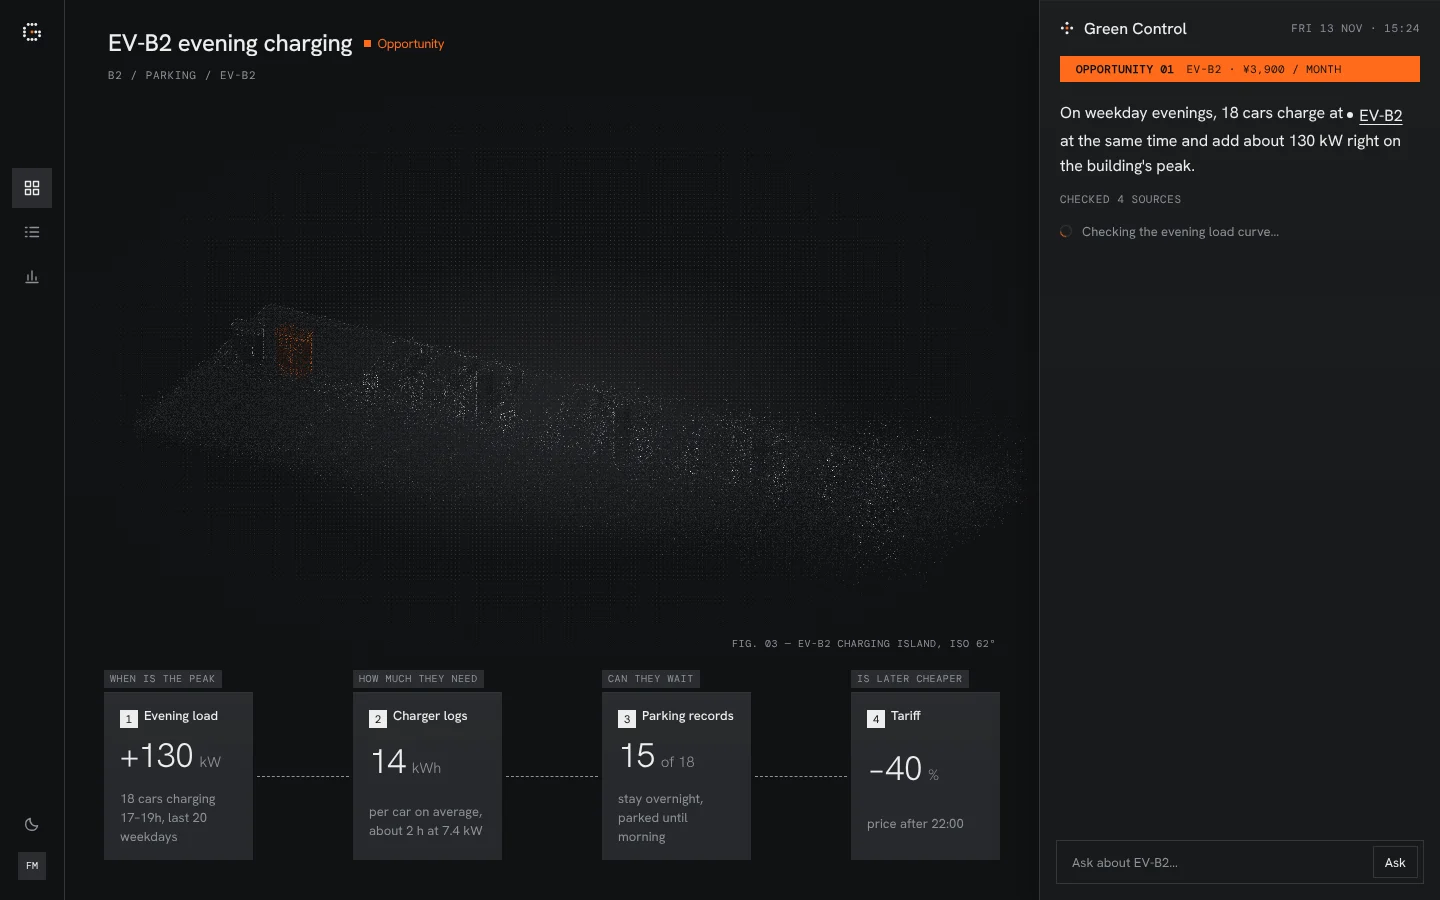 EV-B2 evening charging
Opportunity
B2 / PARKING / EV-B2
Green Control
FRI 13 NOV · 15:24
OPPORTUNITY 01 EV-B2 · ¥3,900 / MONTH
On weekday evenings, 18 cars charge at • EV-B2
at the same time and add about 130 kW right on
the building's peak.
CHECKED 4 SOURCES
Checking the evening load curve...
FIG. 03 — EV-B2 CHARGING ISLAND, ISO 62°
WHEN IS THE PEAK
1 Evening load
+130 kW
18 cars charging
17–19h, last 20
weekdays
HOW MUCH THEY NEED
2 Charger logs
14 kWh
per car on average,
about 2 h at 7.4 kW
CAN THEY WAIT
3 Parking records
15 of 18
stay overnight,
parked until
morning
IS LATER CHEAPER
4 Tariff
−40 %
price after 22:00
FM
Ask about EV-B2...
Ask